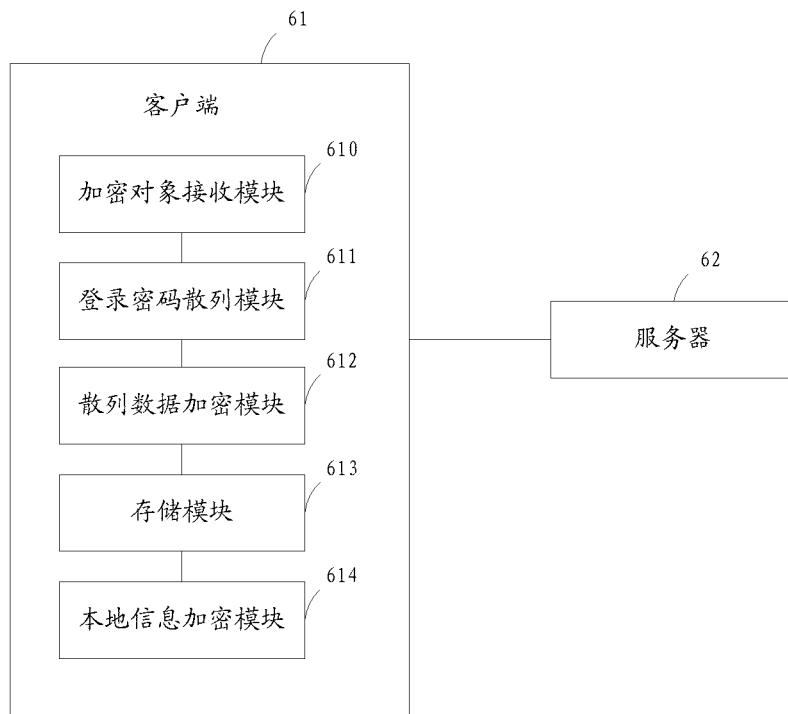 61
客户端
610
加密对象接收模块
611
登录密码散列模块
62
服务器
612
散列数据加密模块
613
存储模块
614
本地信息加密模块